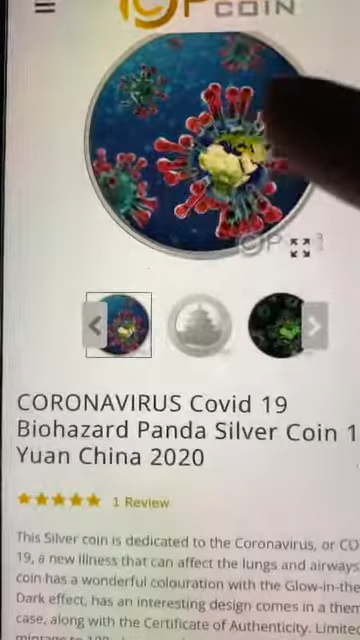 COIN
CORONAVIRUS Covid 19
Biohazard Panda Silver Coin 1
Yuan China 2020
1 Review
This Silver coin is dedicated to the Coronavirus, or CO
19, a new illness that can affect the lungs and airways
coin has a wonderful colouration with the Glow-in-the
Dark effect, has an interesting design comes in a them
case, along with the Certificate of Authenticity. Limited
mintage to